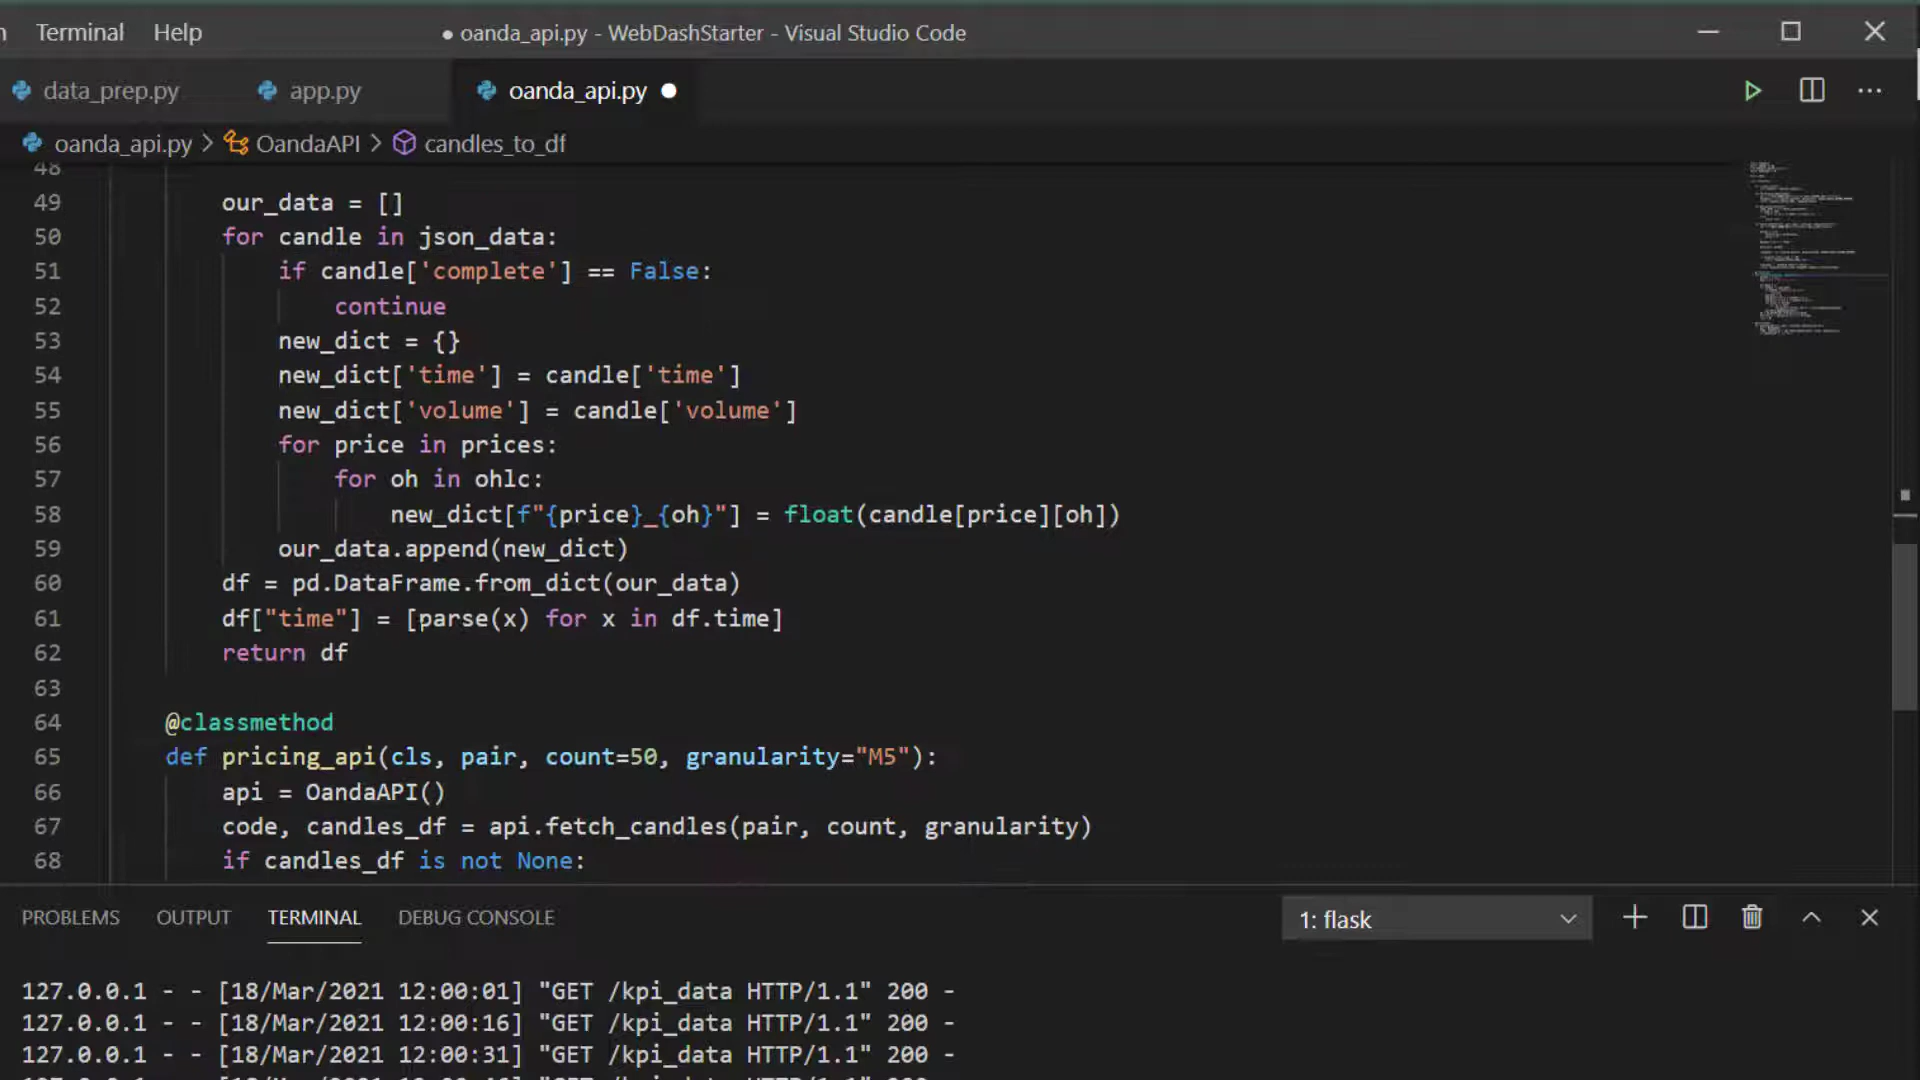 Terminal Help
● oanda_api.py - WebDashStarter - Visual Studio Code
data_prep.py app.py oanda_api.py
oanda_api.py > OandaAPI > candles_to_df
48
49 our_data = []
50 for candle in json_data:
51 if candle['complete'] == False:
52 continue
53 new_dict = {}
54 new_dict['time'] = candle['time']
55 new_dict['volume'] = candle['volume']
56 for price in prices:
57 for oh in ohlc:
58 new_dict[f"{price}_{oh}"] = float(candle[price][oh])
59 our_data.append(new_dict)
60 df = pd.DataFrame.from_dict(our_data)
61 df["time"] = [parse(x) for x in df.time]
62 return df
63
64 @classmethod
65 def pricing_api(cls, pair, count=50, granularity="M5"):
66 api = OandaAPI()
67 code, candles_df = api.fetch_candles(pair, count, granularity)
68 if candles_df is not None:
PROBLEMS OUTPUT TERMINAL DEBUG CONSOLE 1: flask
127.0.0.1 - - [18/Mar/2021 12:00:01] "GET /kpi_data HTTP/1.1" 200 -
127.0.0.1 - - [18/Mar/2021 12:00:16] "GET /kpi_data HTTP/1.1" 200 -
127.0.0.1 - - [18/Mar/2021 12:00:31] "GET /kpi_data HTTP/1.1" 200 -